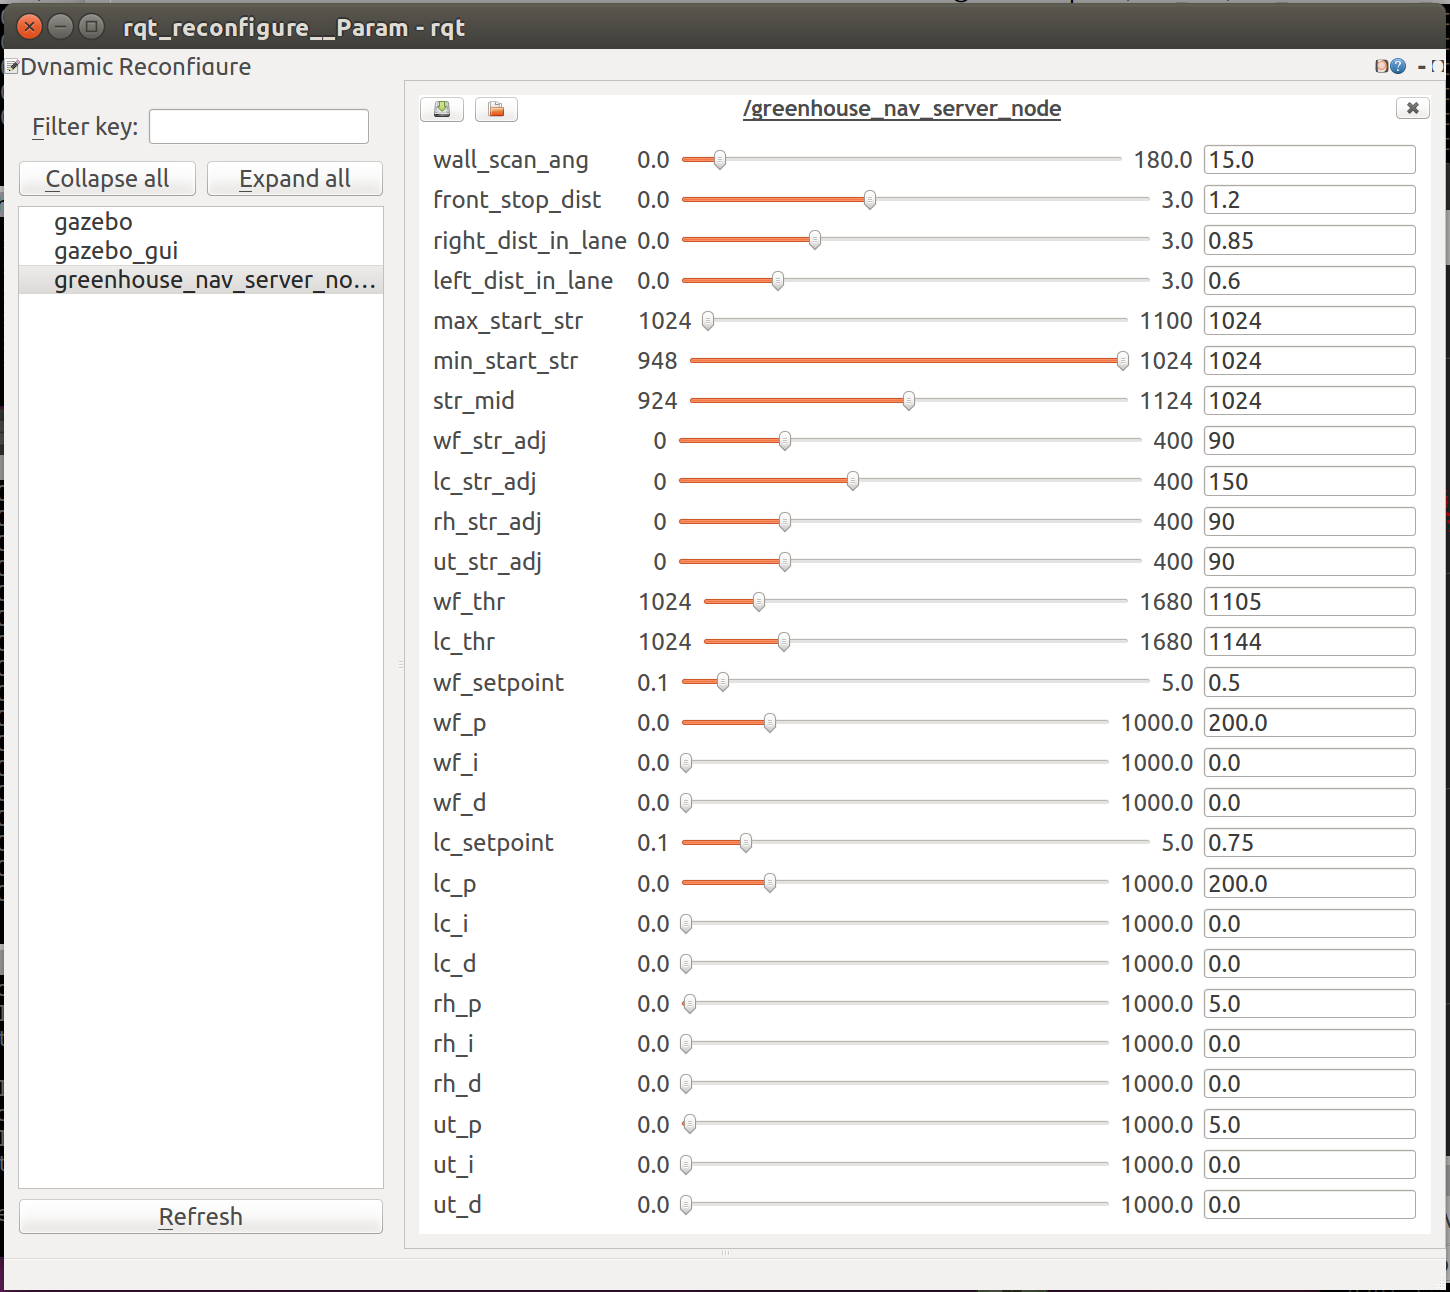 rqt_reconfigure__Param - rqt
Dynamic Reconfigure
Filter key:
Collapse all Expand all
gazebo
gazebo_gui
greenhouse_nav_server_no...
Refresh
/greenhouse_nav_server_node
wall_scan_ang 0.0 180.0 15.0
front_stop_dist 0.0 3.0 1.2
right_dist_in_lane 0.0 3.0 0.85
left_dist_in_lane 0.0 3.0 0.6
max_start_str 1024 1100 1024
min_start_str 948 1024 1024
str_mid 924 1124 1024
wf_str_adj 0 400 90
lc_str_adj 0 400 150
rh_str_adj 0 400 90
ut_str_adj 0 400 90
wf_thr 1024 1680 1105
lc_thr 1024 1680 1144
wf_setpoint 0.1 5.0 0.5
wf_p 0.0 1000.0 200.0
wf_i 0.0 1000.0 0.0
wf_d 0.0 1000.0 0.0
lc_setpoint 0.1 5.0 0.75
lc_p 0.0 1000.0 200.0
lc_i 0.0 1000.0 0.0
lc_d 0.0 1000.0 0.0
rh_p 0.0 1000.0 5.0
rh_i 0.0 1000.0 0.0
rh_d 0.0 1000.0 0.0
ut_p 0.0 1000.0 5.0
ut_i 0.0 1000.0 0.0
ut_d 0.0 1000.0 0.0